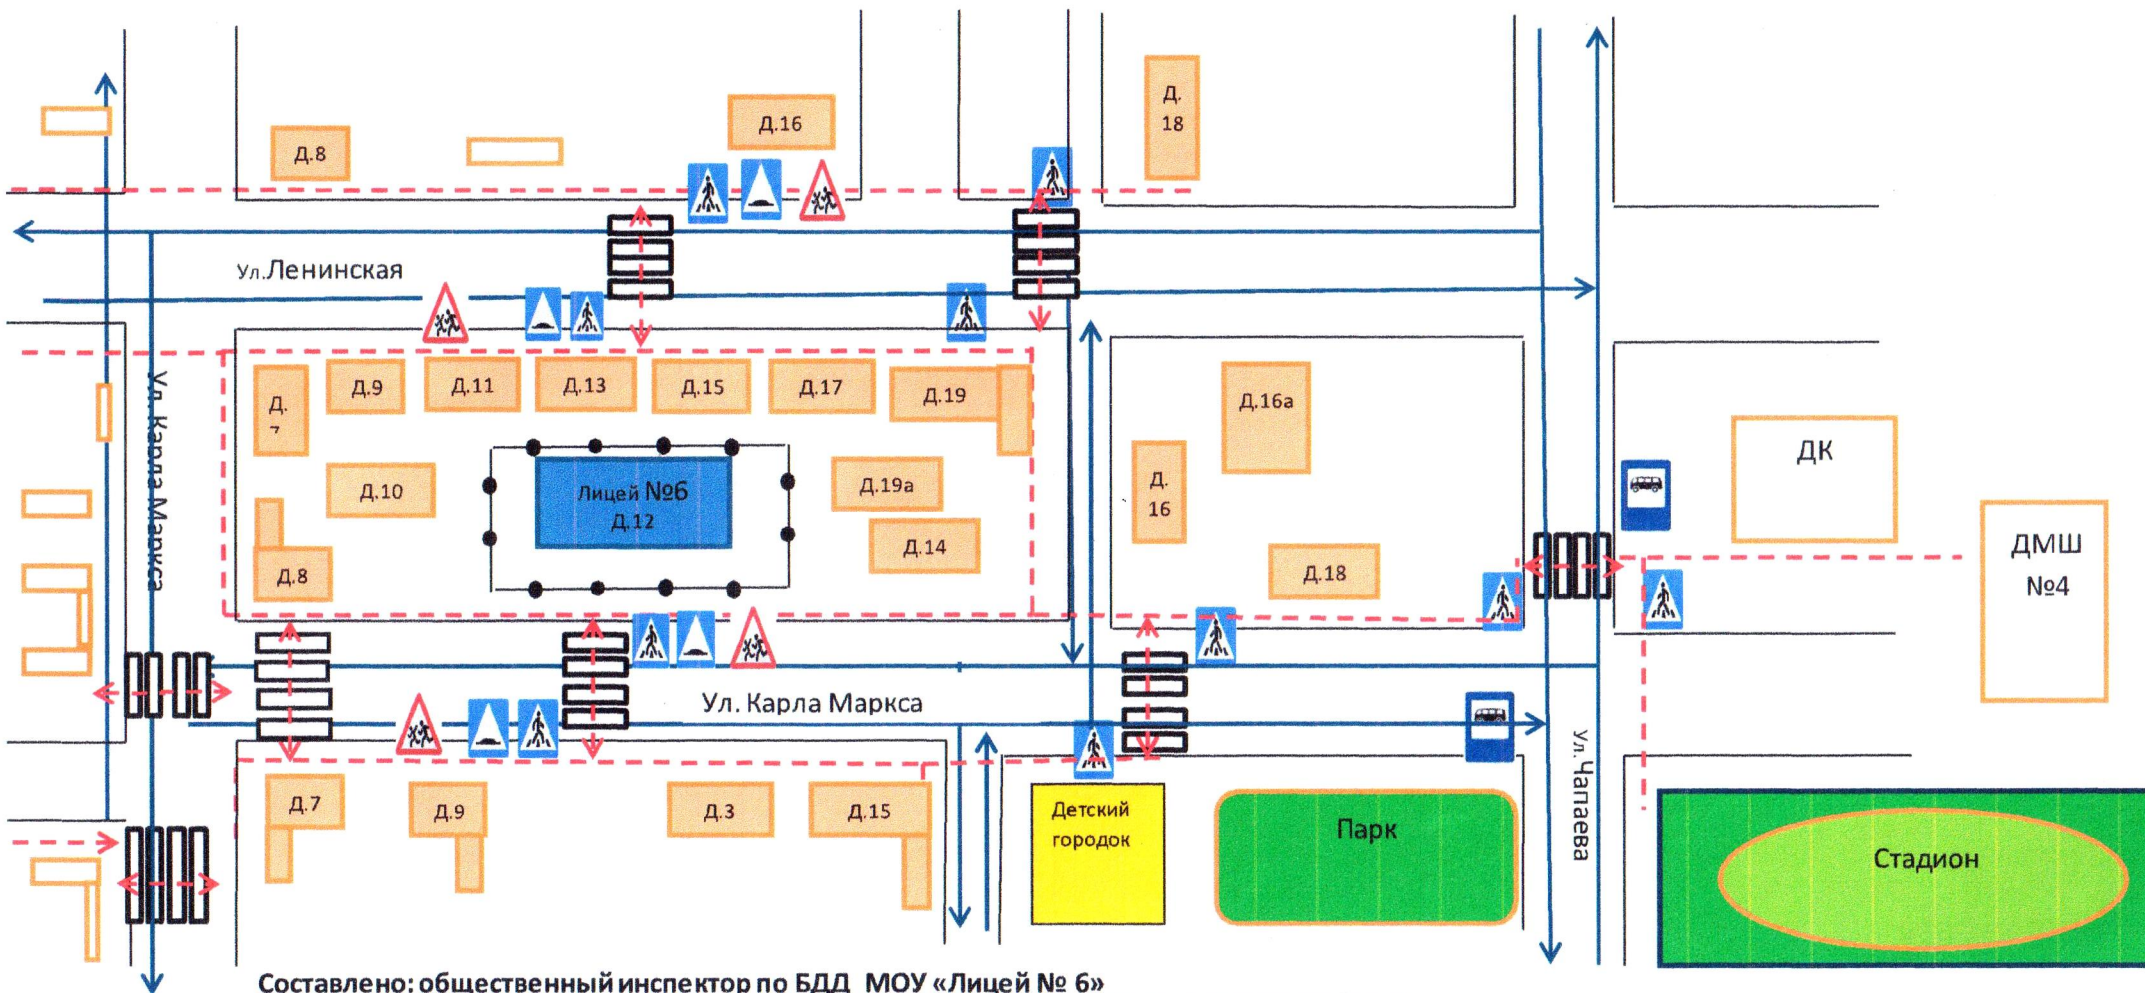 Д.
18
Д.16
Д.8
Ул.Ленинская
Ул. Карла Маркса
Д.
7
Д.9
Д.11
Д.13
Д.15
Д.17
Д.19
Д.16а
Д.10
Лицей №6
Д.12
Д.19а
Д.14
Д.8
Д.
16
Д.18
ДК
ДМШ
№4
Ул. Карла Маркса
Ул.Чапаева
Д.7
Д.9
Д.3
Д.15
Детский
городок
Парк
Стадион
Составлено: общественный инспектор по БДД МОУ «Лицей № 6»